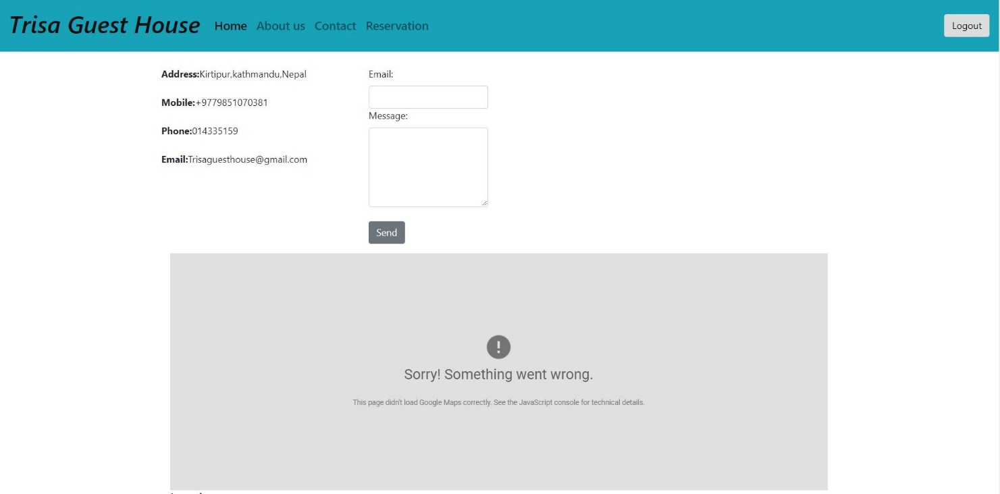 Trisa Guest House Home About us Contact Reservation Logout
Address:Kirtipur,kathmandu,Nepal
Mobile:+9779851070381
Phone:014335159
Email:Trisaguesthouse@gmail.com
Email:
Message:
Send
Sorry! Something went wrong.
This page didn't load Google Maps correctly. See the JavaScript console for technical details.